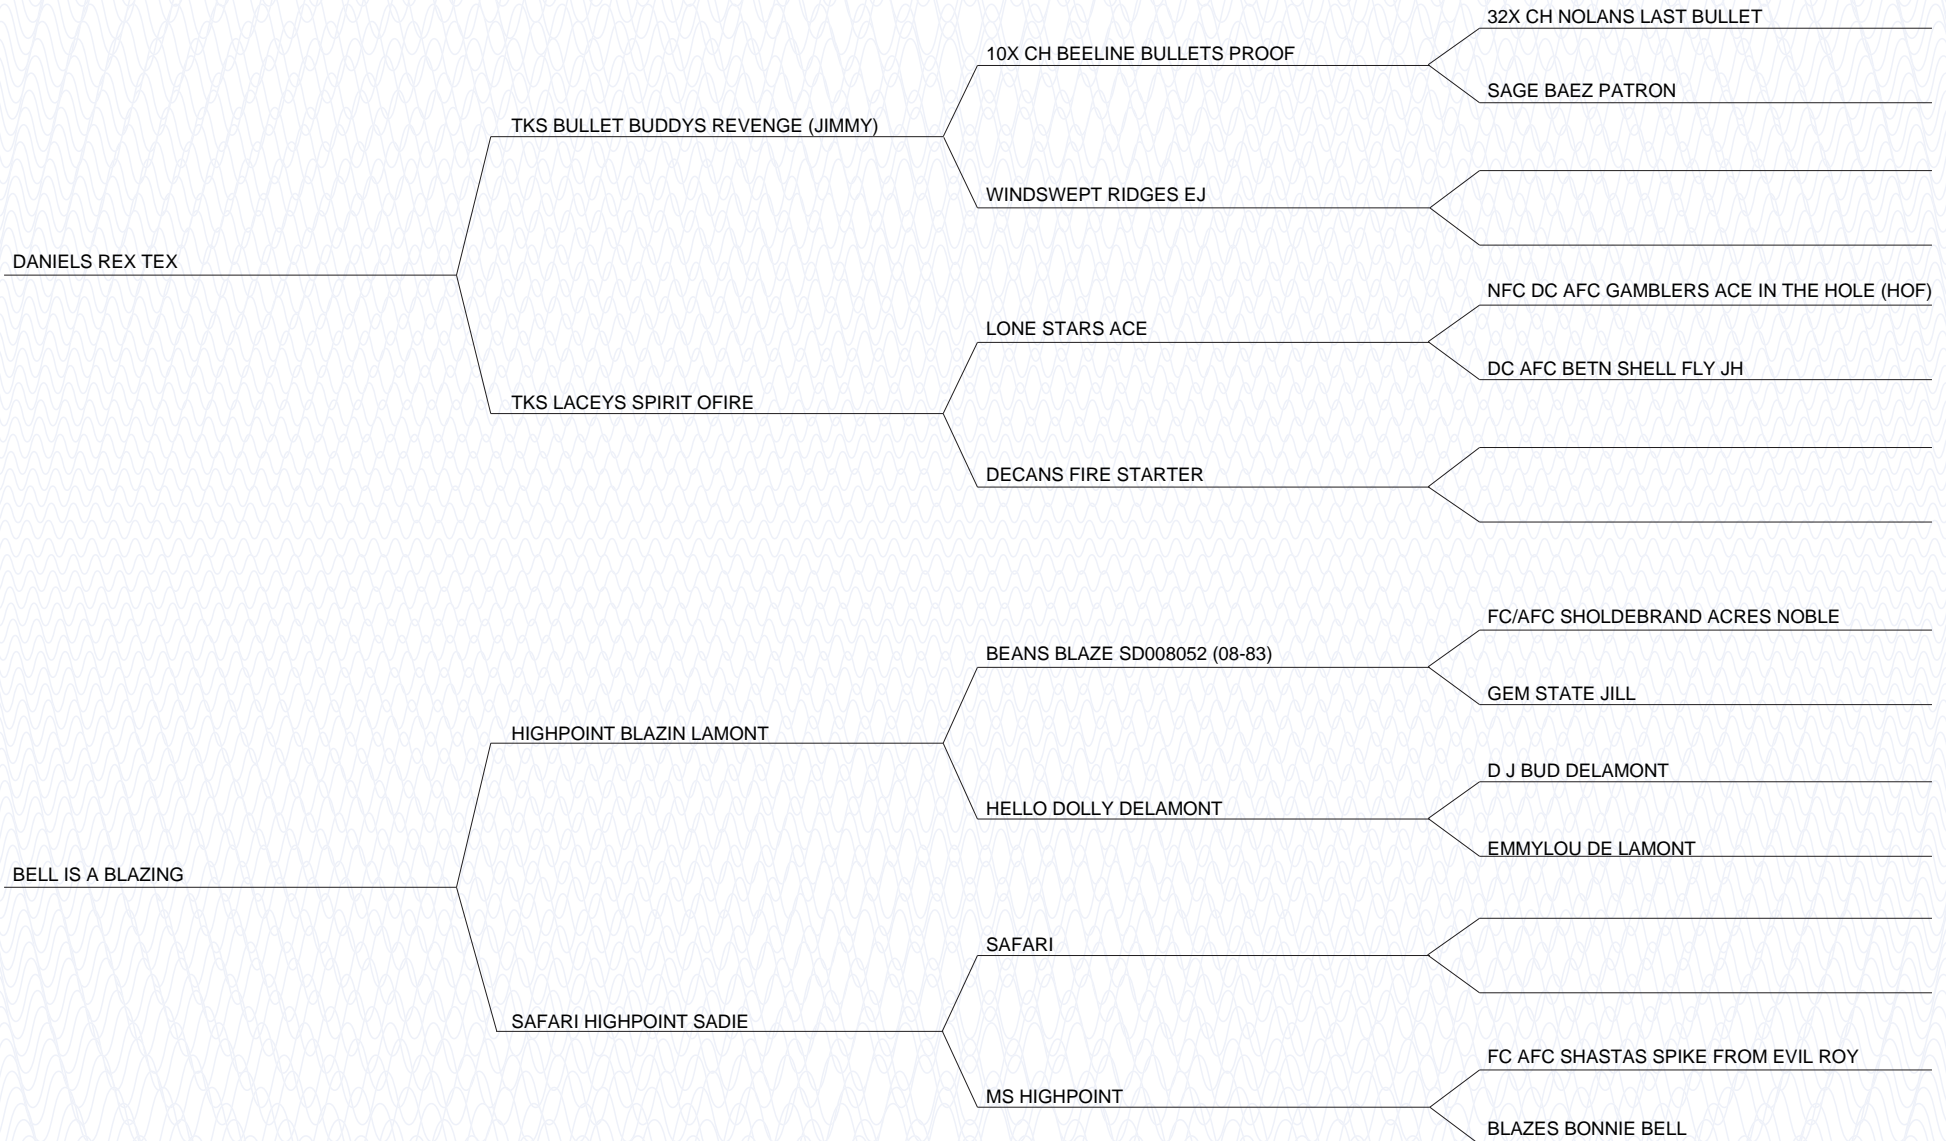 32X CH NOLANS LAST BULLET
10X CH BEELINE BULLETS PROOF
SAGE BAEZ PATRON
TKS BULLET BUDDYS REVENGE (JIMMY)
WINDSWEPT RIDGES EJ
DANIELS REX TEX
NFC DC AFC GAMBLERS ACE IN THE HOLE (HOF)
LONE STARS ACE
DC AFC BETN SHELL FLY JH
TKS LACEYS SPIRIT OFIRE
DECANS FIRE STARTER
FC/AFC SHOLDEBRAND ACRES NOBLE
BEANS BLAZE SD008052 (08-83)
GEM STATE JILL
HIGHPOINT BLAZIN LAMONT
D J BUD DELAMONT
HELLO DOLLY DELAMONT
EMMYLOU DE LAMONT
BELL IS A BLAZING
SAFARI
SAFARI HIGHPOINT SADIE
FC AFC SHASTAS SPIKE FROM EVIL ROY
MS HIGHPOINT
BLAZES BONNIE BELL